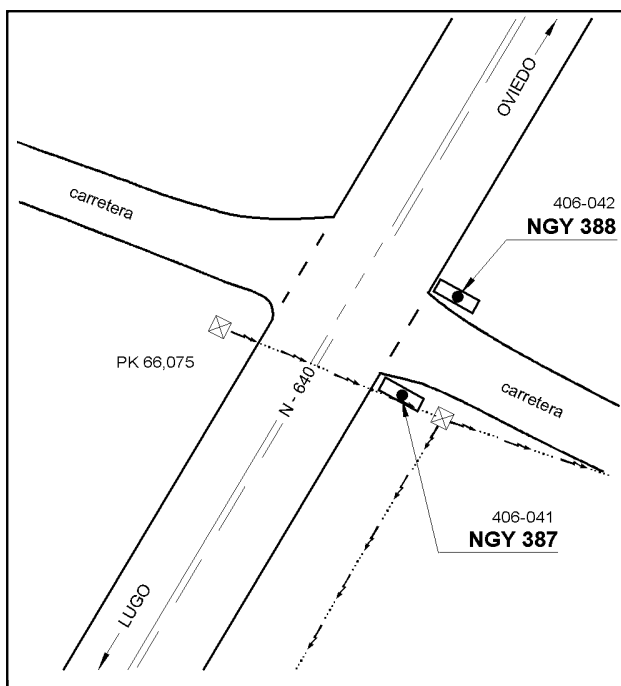 OVIEDO
carretera
406-042
NGY 388
PK 66,075
N - 640
carretera
406-041
NGY 387
LUGO